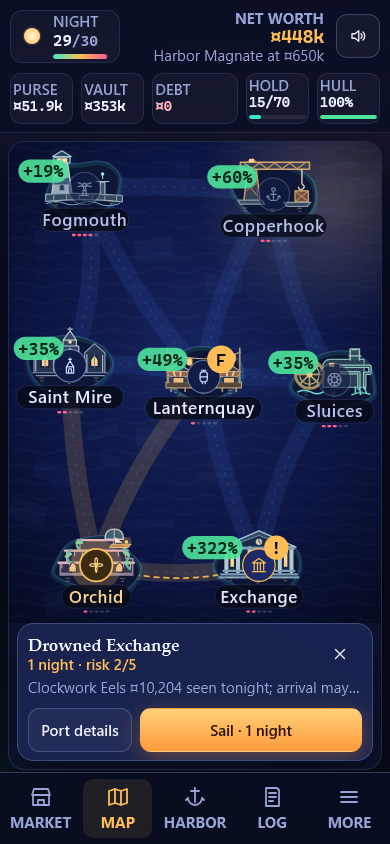 NIGHT
29/30
NET WORTH
¤448k
Harbor Magnate at ¤650k
PURSE
¤51.9k
VAULT
¤353k
DEBT
¤0
HOLD
15/70
HULL
100%
+19%
Fogmouth
+60%
Copperhook
+35%
Saint Mire
+49%
F
Lanternquay
+35%
Sluices
Orchid
+322%
!
Exchange
Drowned Exchange
1 night · risk 2/5
Clockwork Eels ¤10,204 seen tonight; arrival may...
Port details
Sail · 1 night
MARKET
MAP
HARBOR
LOG
MORE